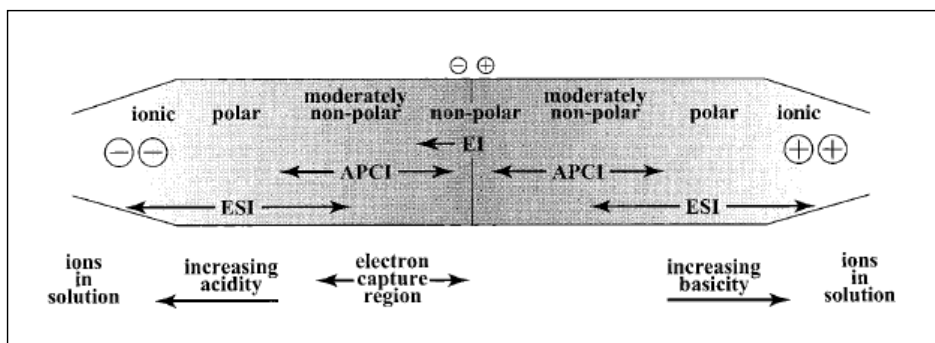 ⊖ ⊕
moderately moderately
ionic polar non-polar non-polar non-polar polar ionic
⊖⊖ EI ⊕⊕
APCI APCI
ESI ESI
ions in solution
increasing acidity
electron capture region
increasing basicity
ions in solution